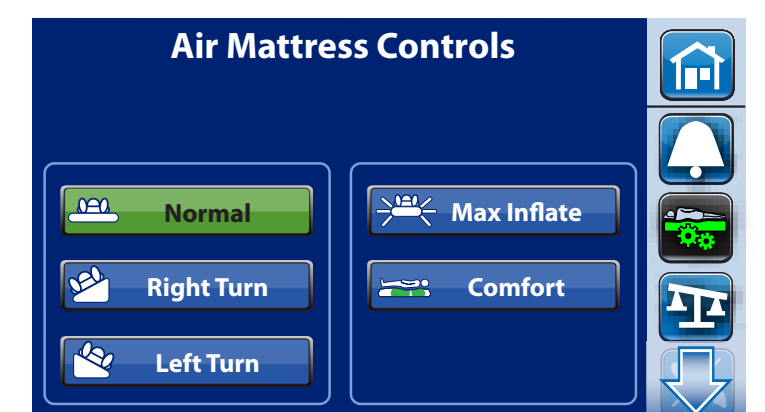 Air Mattress Controls
Normal
Right Turn
Left Turn
Max Inflate
Comfort